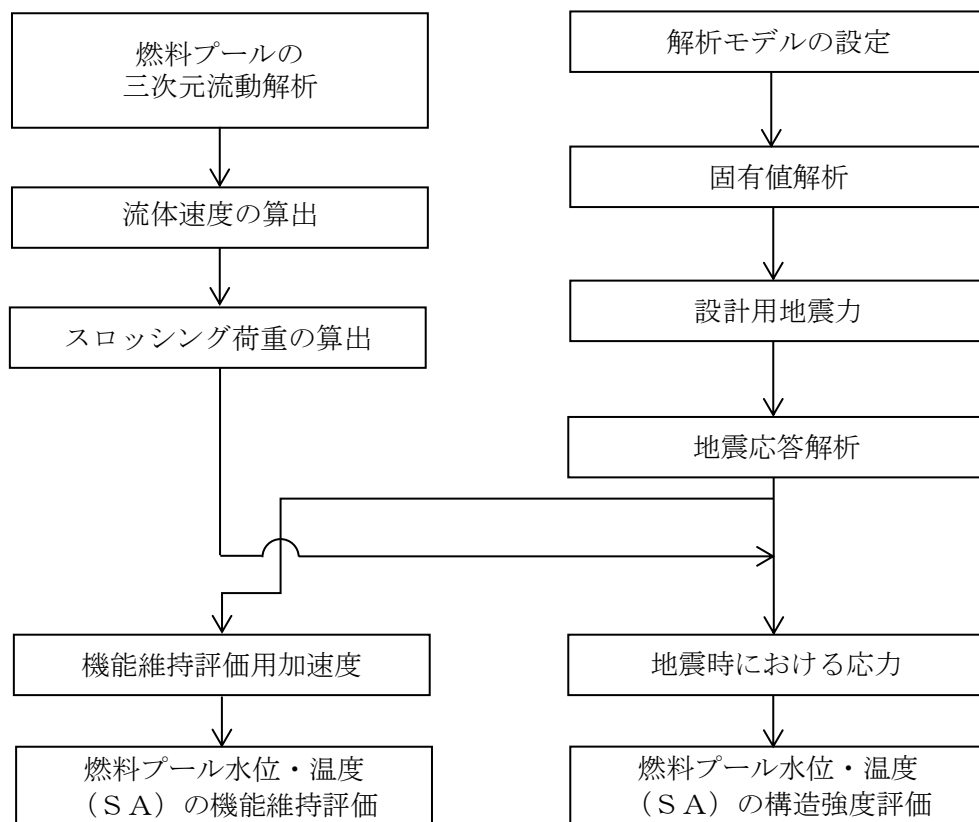 燃料プールの
三次元流動解析
流体速度の算出
スロッシング荷重の算出
解析モデルの設定
固有値解析
設計用地震力
地震応答解析
機能維持評価用加速度
燃料プール水位・温度
（ＳＡ）の機能維持評価
地震時における応力
燃料プール水位・温度
（ＳＡ）の構造強度評価